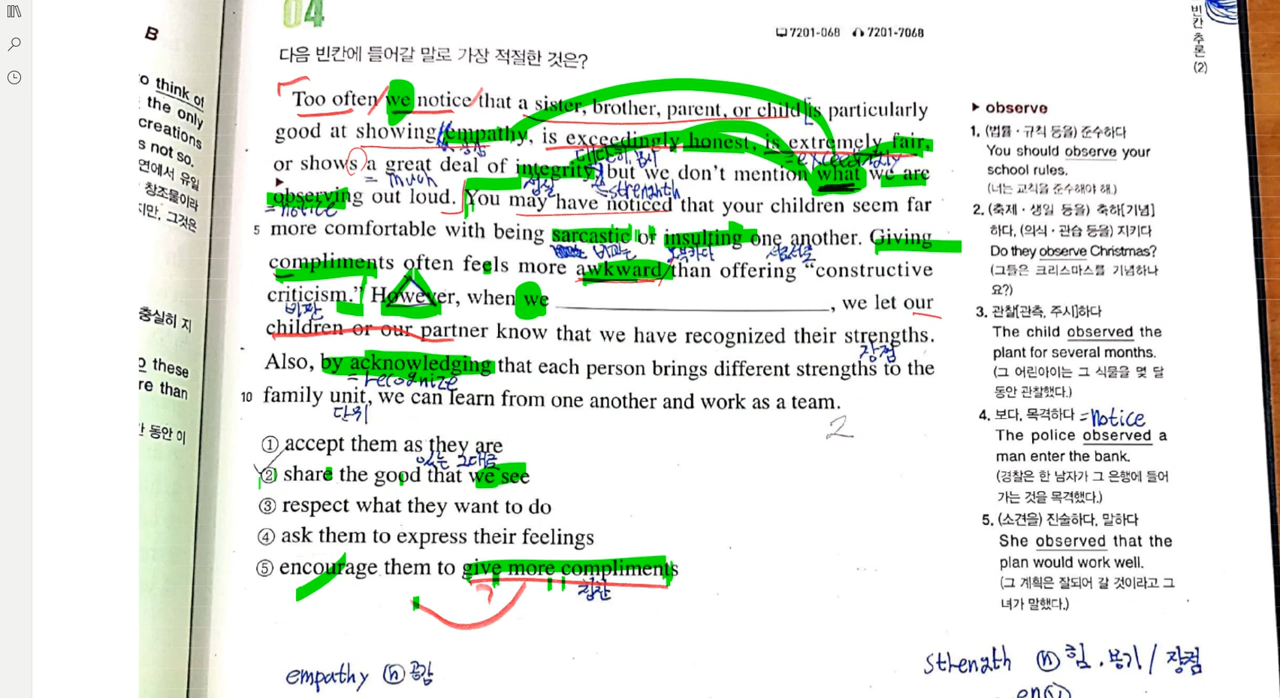 04
7201-068 7201-7068
다음 빈칸에 들어갈 말로 가장 적절한 것은?
Too often we notice that a sister, brother, parent, or child is particularly
good at showing empathy, is exceedingly honest, is extremely fair,
= exceedingly
or shows a great deal of integrity, but we don't mention what we are
= much
성실
= strength
observing out loud. You may have noticed that your children seem far
= notice
5 more comfortable with being sarcastic or insulting one another. Giving
서로서로
compliments often feels more awkward than offering "constructive
criticism." However, when we ____________, we let our
비판
children or our partner know that we have recognized their strengths.
장점
Also, by acknowledging that each person brings different strengths to the
= recognize
10 family unit, we can learn from one another and work as a team.
단위
2
① accept them as they are
있는 그대로
② share the good that we see
③ respect what they want to do
④ ask them to express their feelings
⑤ encourage them to give more compliments
칭찬
?
empathy ⓝ 공감
빈칸 추론 (2)
▶ observe
1. (법률·규칙 등을) 준수하다
You should observe your
school rules.
(너는 교칙을 준수해야 해.)
2. (축제·생일 등을) 축하[기념]
하다, (의식·관습 등을) 지키다
Do they observe Christmas?
(그들은 크리스마스를 기념하나
요?)
3. 관찰[관측, 주시]하다
The child observed the
plant for several months.
(그 어린아이는 그 식물을 몇 달
동안 관찰했다.)
4. 보다, 목격하다 = notice
The police observed a
man enter the bank.
(경찰은 한 남자가 그 은행에 들어
가는 것을 목격했다.)
5. (소견을) 진술하다, 말하다
She observed that the
plan would work well.
(그 계획은 잘되어 갈 것이라고 그
녀가 말했다.)
strength ⓝ 힘. 용기 / 장점
B
o think of
the only
creations
s not so.
연에서 유일
창조물이라
지만, 그것은
충실히 지
o these
re than
간 동안 이